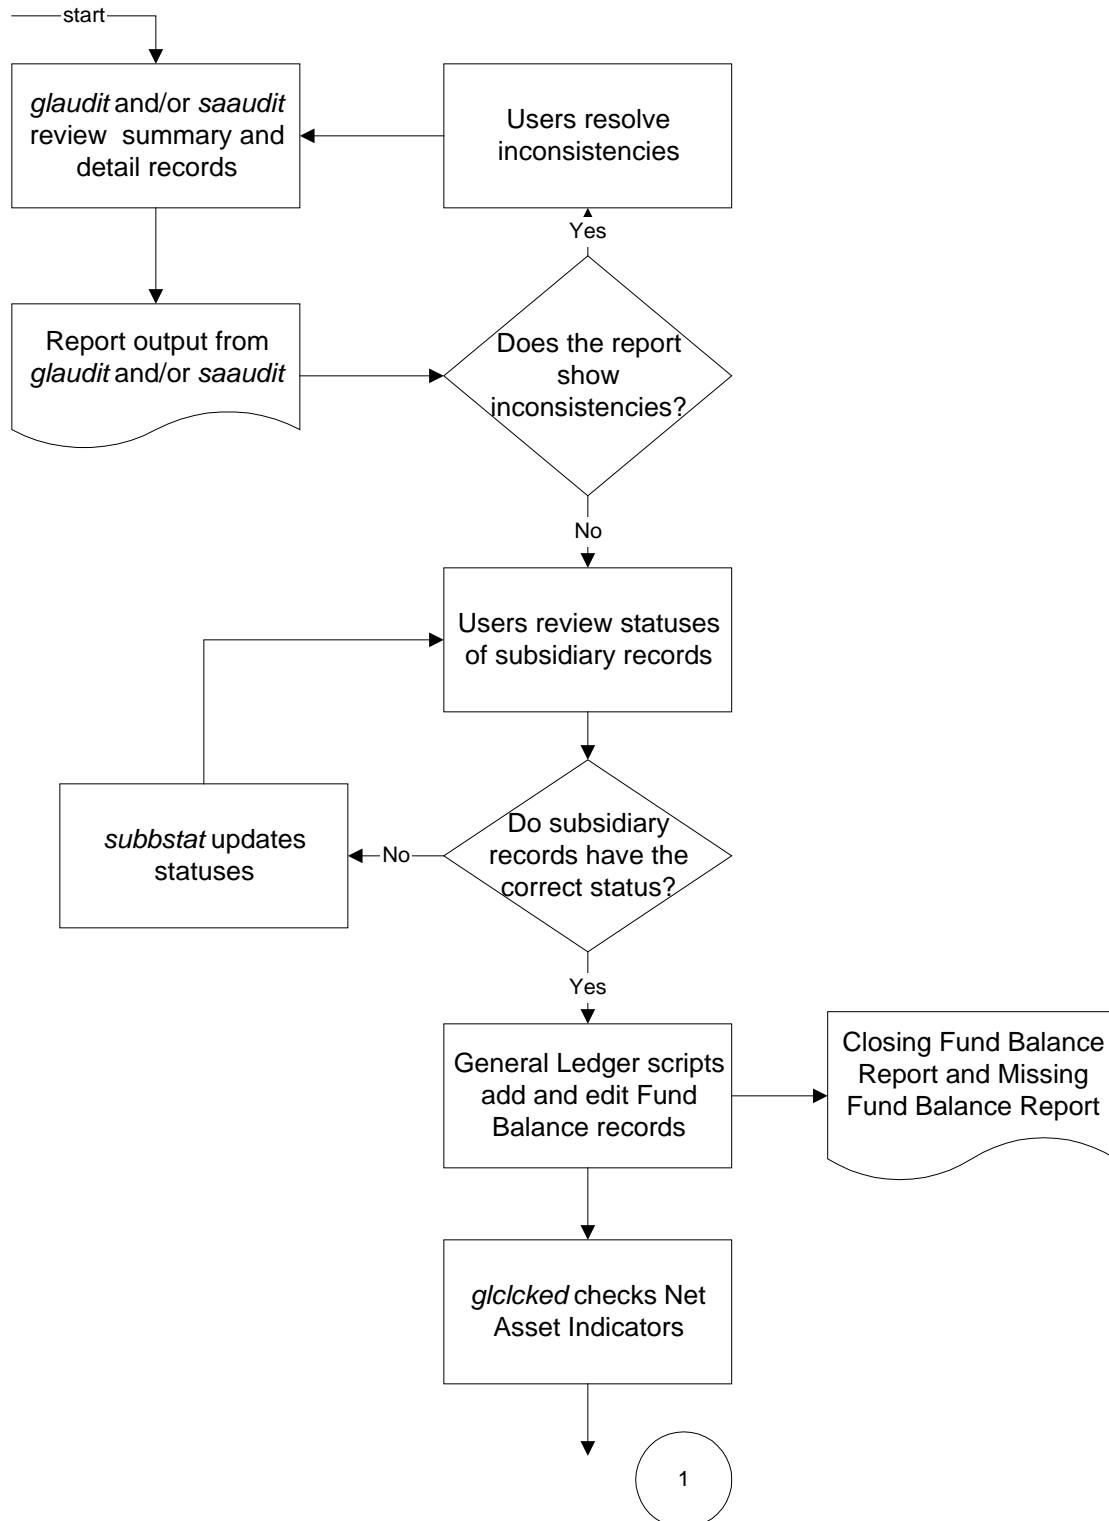 start
glaudit and/or saaudit
review summary and
detail records
Users resolve
inconsistencies
Yes
Report output from
glaudit and/or saaudit
Does the report
show
inconsistencies?
No
Users review statuses
of subsidiary records
subbstat updates
statuses
No
Do subsidiary
records have the
correct status?
Yes
General Ledger scripts
add and edit Fund
Balance records
Closing Fund Balance
Report and Missing
Fund Balance Report
glclcked checks Net
Asset Indicators
1